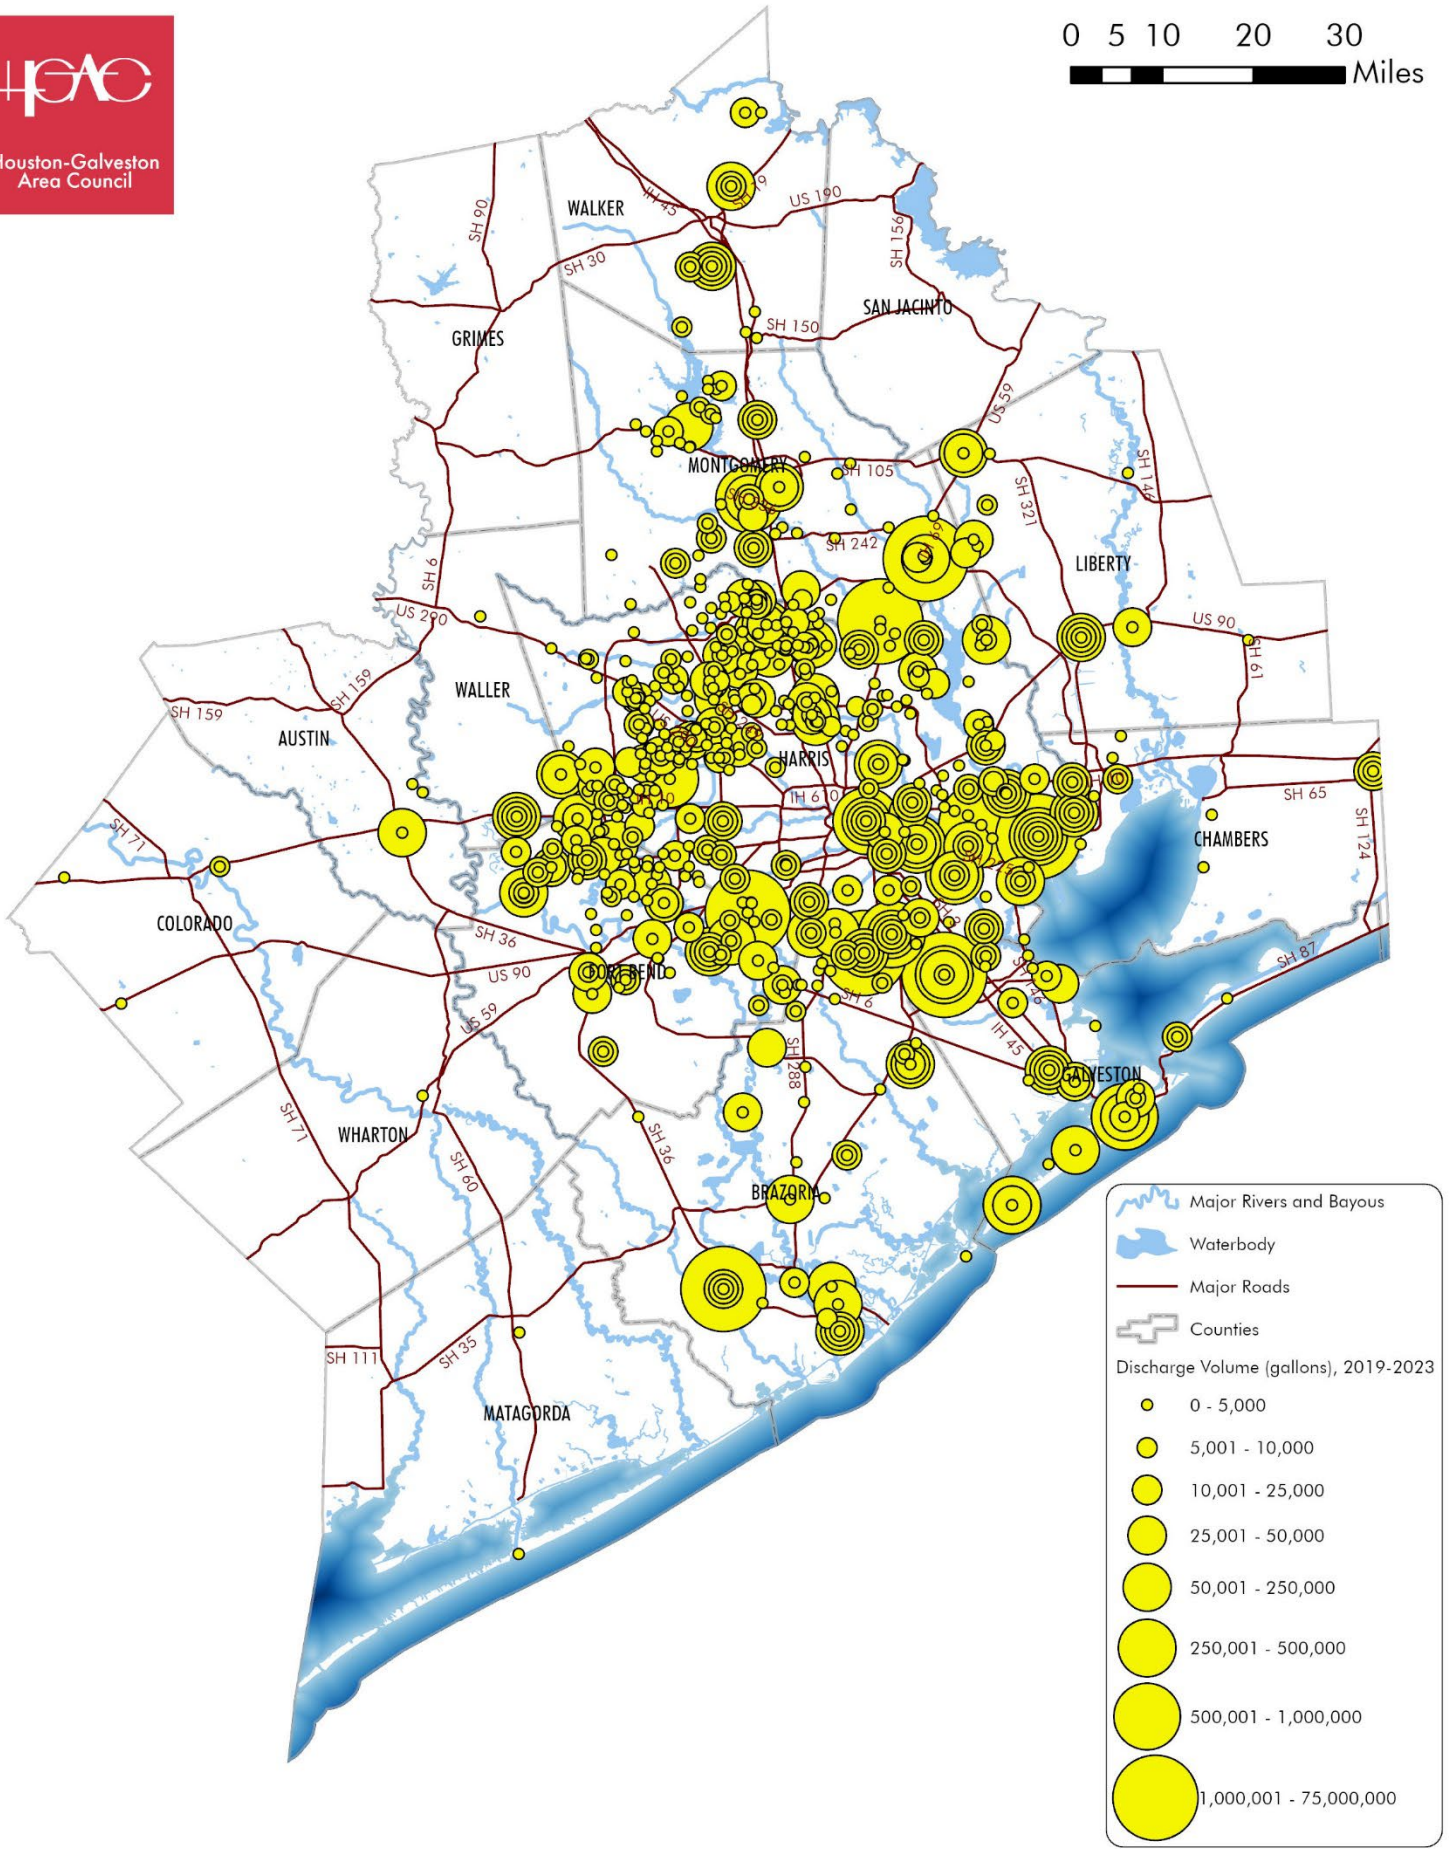 HGAC
Houston-Galveston
Area Council
0 5 10 20 30
Miles
WALKER
IH 45
SH 19
US 190
SH 90
SH 156
SH 30
SAN JACINTO
SH 150
GRIMES
US 59
MONTGOMERY
SH 105
SH 146
SH 321
SH 242
IH 69
LIBERTY
SH 6
US 290
US 90
SH 61
SH 159
WALLER
SH 159
AUSTIN
HARRIS
IH 610
SH 65
SH 71
CHAMBERS
SH 124
COLORADO
SH 36
SH 3
US 90
FORT BEND
SH 87
SH 146
SH 6
US 59
IH 45
SH 288
GALVESTON
SH 71
WHARTON
SH 36
SH 60
BRAZORIA
SH 111
SH 35
MATAGORDA
Major Rivers and Bayous
Waterbody
Major Roads
Counties
Discharge Volume (gallons), 2019-2023
0 - 5,000
5,001 - 10,000
10,001 - 25,000
25,001 - 50,000
50,001 - 250,000
250,001 - 500,000
500,001 - 1,000,000
1,000,001 - 75,000,000